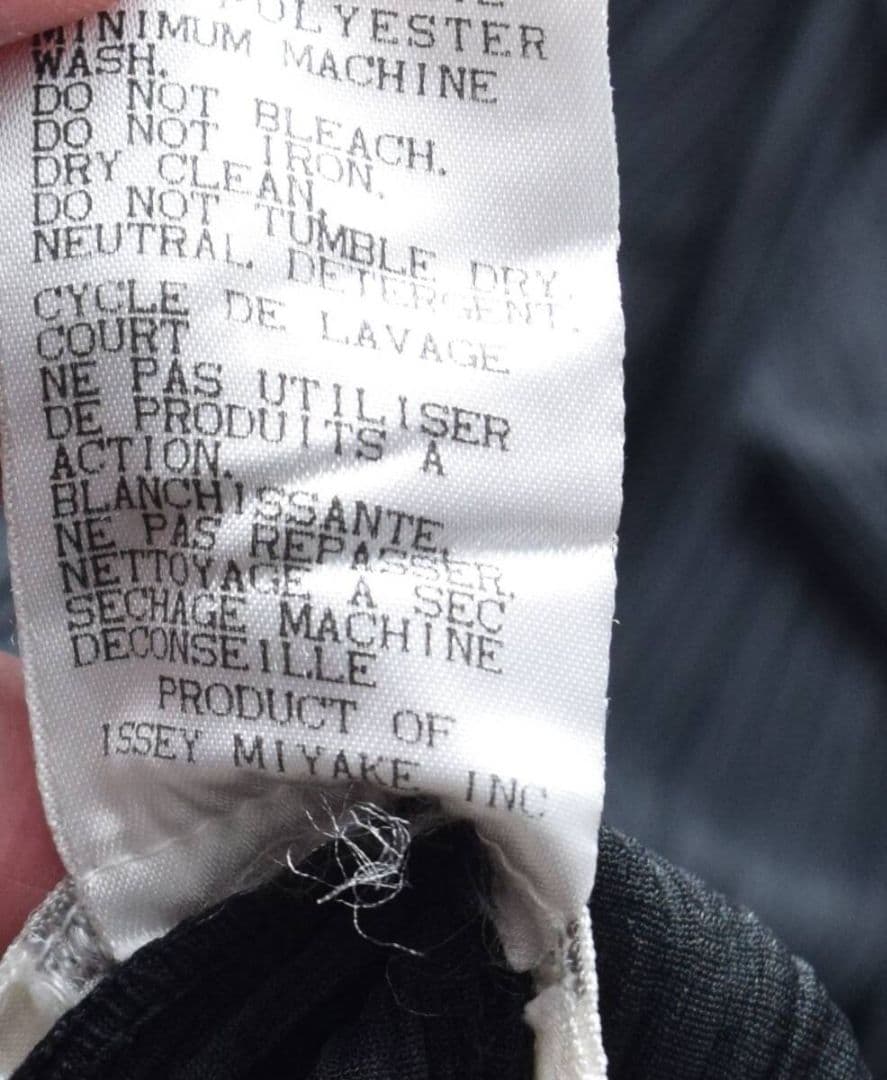 POLYESTER
MINIMUM MACHINE
WASH.
DO NOT BLEACH.
DO NOT IRON.
DRY CLEAN.
DO NOT TUMBLE DRY.
NEUTRAL. DETERGENT.
CYCLE DE LAVAGE
COURT
NE PAS UTILISER
DE PRODUITS A
ACTION.
BLANCHISSANTE.
NE PAS REPASSER.
NETTOYAGE A SEC
SECHAGE MACHINE
DECONSEILLE
PRODUCT OF
ISSEY MIYAKE INC